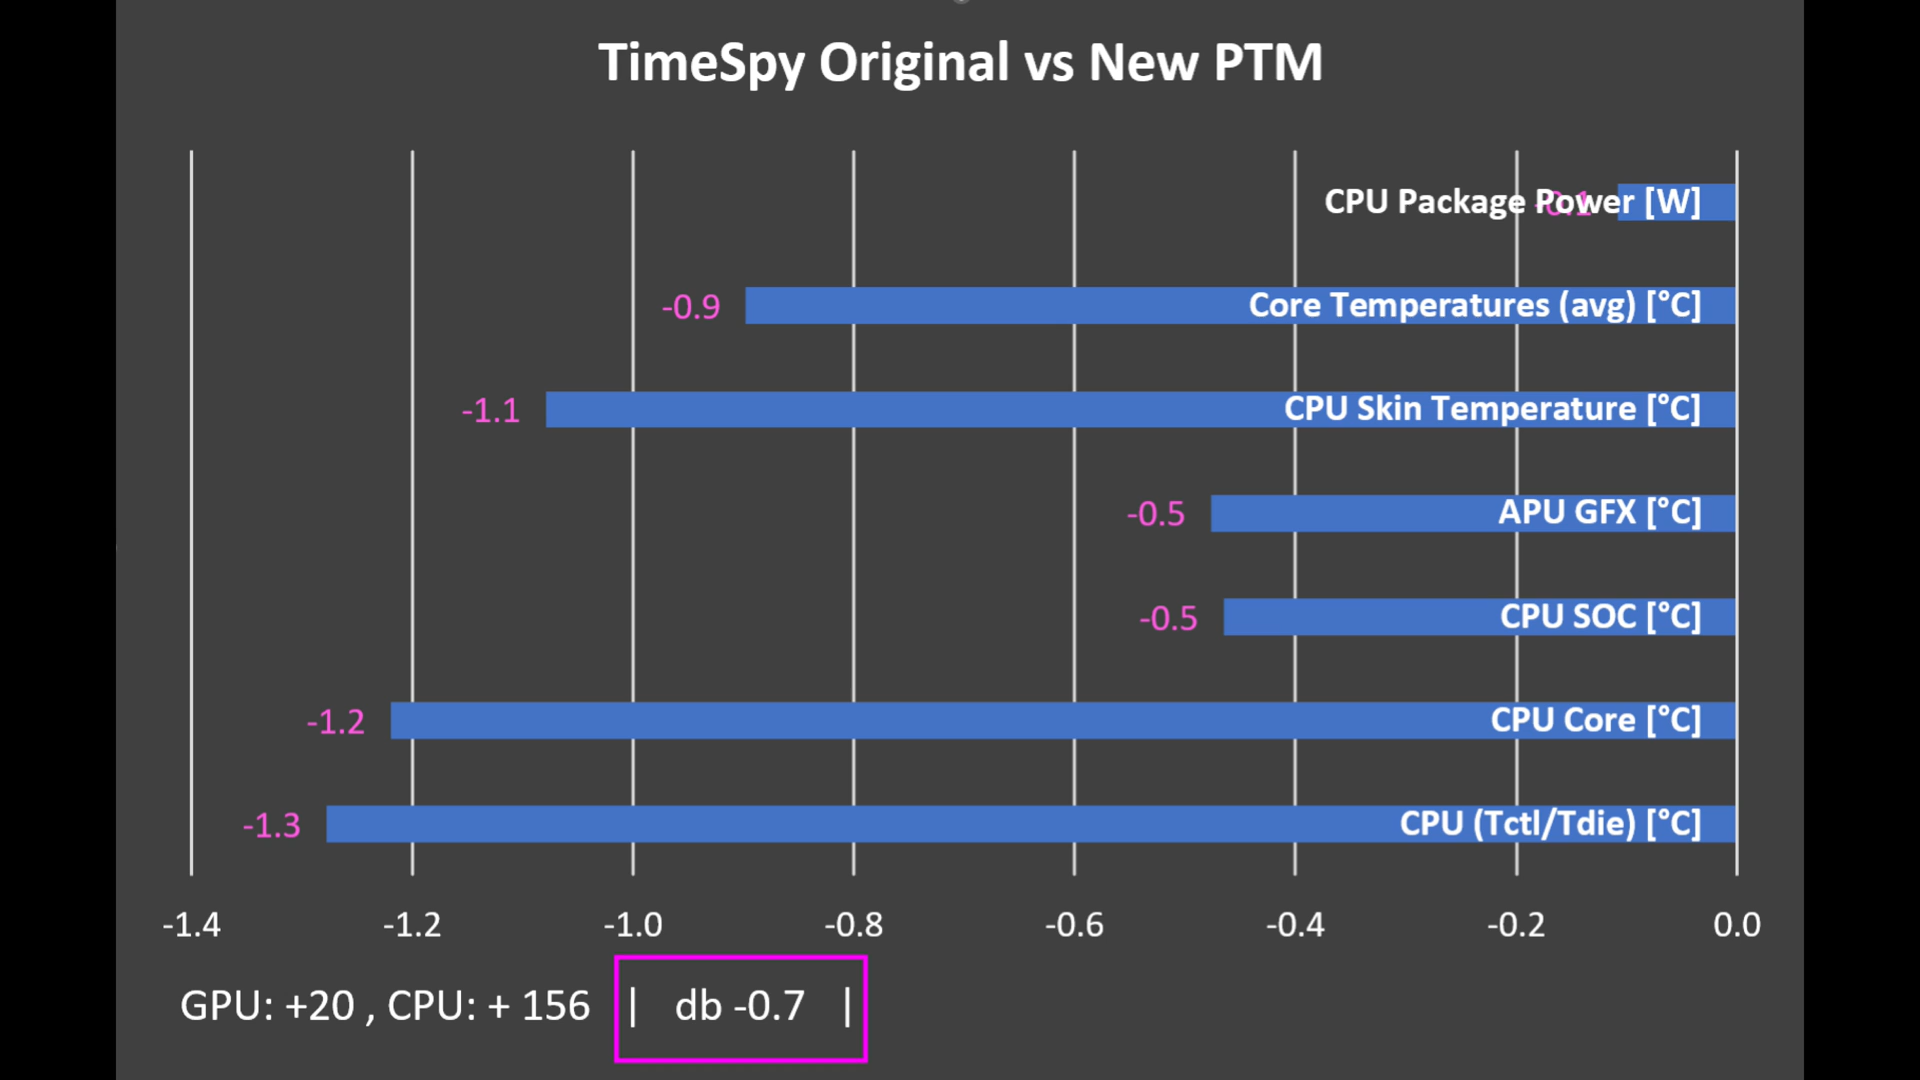 TimeSpy Original vs New PTM
CPU Package Power [W]
-0.1
-0.9
Core Temperatures (avg) [°C]
-1.1
CPU Skin Temperature [°C]
-0.5
APU GFX [°C]
-0.5
CPU SOC [°C]
-1.2
CPU Core [°C]
-1.3
CPU (Tctl/Tdie) [°C]
-1.4 -1.2 -1.0 -0.8 -0.6 -0.4 -0.2 0.0
GPU: +20 , CPU: + 156 | db -0.7 |